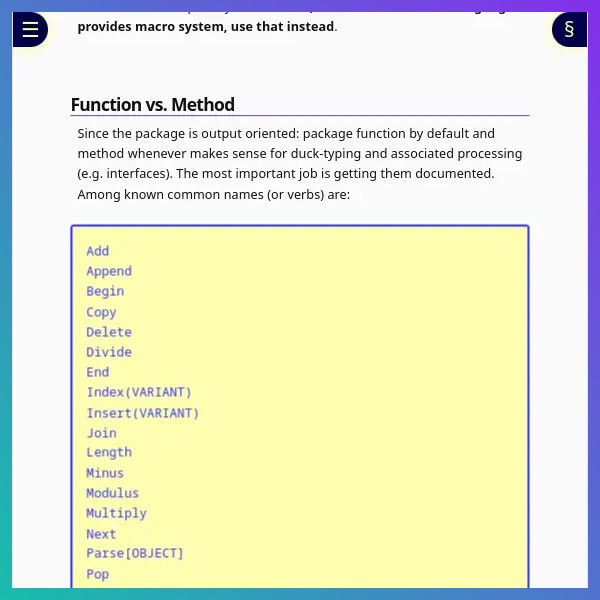 ☰
§
provides macro system, use that instead.
Function vs. Method
Since the package is output oriented: package function by default and
method whenever makes sense for duck-typing and associated processing
(e.g. interfaces). The most important job is getting them documented.
Among known common names (or verbs) are:
Add
Append
Begin
Copy
Delete
Divide
End
Index(VARIANT)
Insert(VARIANT)
Join
Length
Minus
Modulus
Multiply
Next
Parse[OBJECT]
Pop